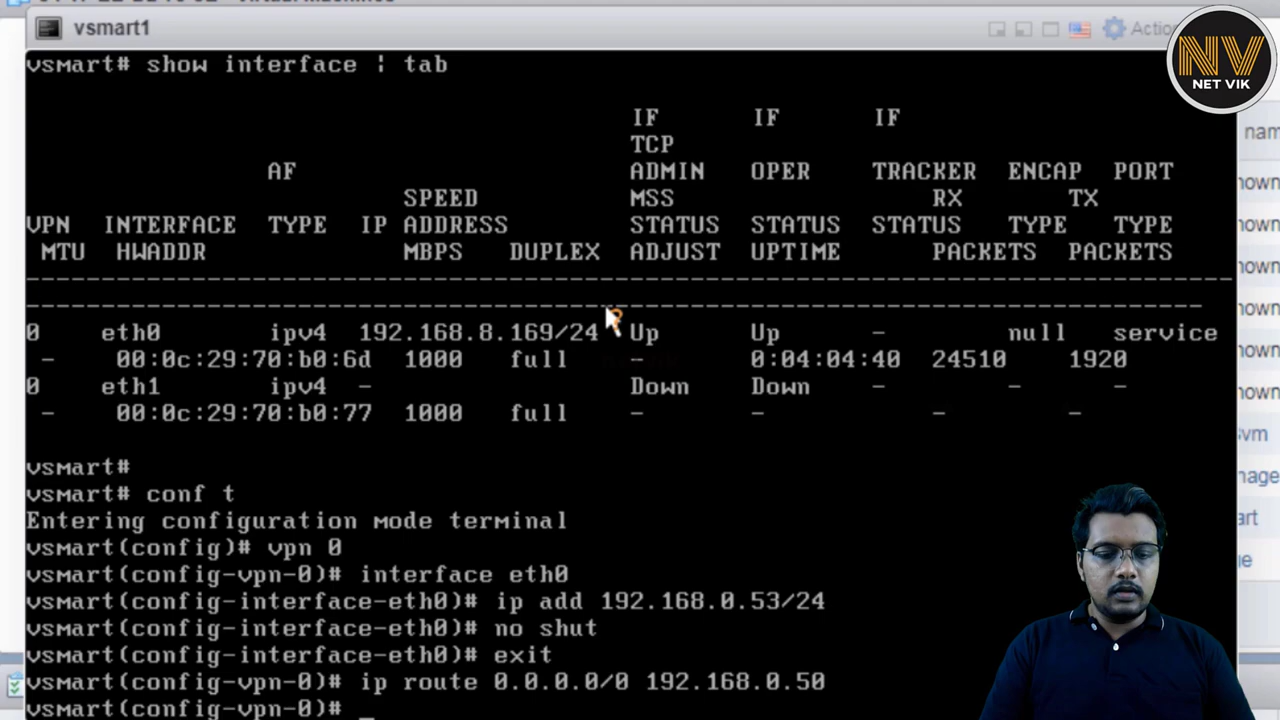 vsmart1
Actio
NV
NET VIK
vsmart# show interface ¦ tab
IF IF IF
TCP
AF ADMIN OPER TRACKER ENCAP PORT
SPEED MSS RX TX
VPN INTERFACE TYPE IP ADDRESS STATUS STATUS STATUS TYPE TYPE
MTU HWADDR MBPS DUPLEX ADJUST UPTIME PACKETS PACKETS
0 eth0 ipv4 192.168.8.169/24 Up Up - null service
- 00:0c:29:70:b0:6d 1000 full - 0:04:04:40 24510 1920
0 eth1 ipv4 - Down Down - - -
- 00:0c:29:70:b0:77 1000 full - - - -
vsmart#
vsmart# conf t
Entering configuration mode terminal
vsmart(config)# vpn 0
vsmart(config-vpn-0)# interface eth0
vsmart(config-interface-eth0)# ip add 192.168.0.53/24
vsmart(config-interface-eth0)# no shut
vsmart(config-interface-eth0)# exit
vsmart(config-vpn-0)# ip route 0.0.0.0/0 192.168.0.50
vsmart(config-vpn-0)# _